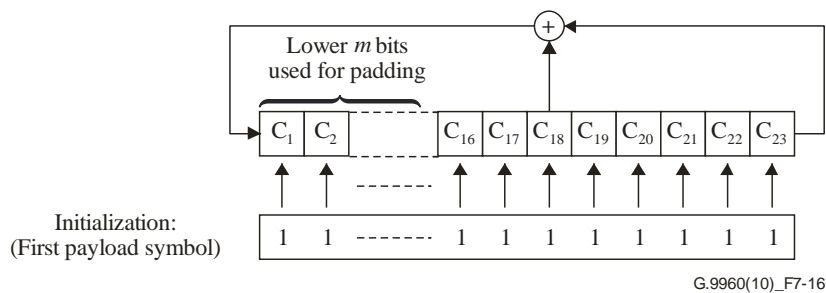 +
Lower m bits
used for padding
C1 C2 C16 C17 C18 C19 C20 C21 C22 C23
Initialization:
(First payload symbol)
1 1 1 1 1 1 1 1 1 1
G.9960(10)_F7-16